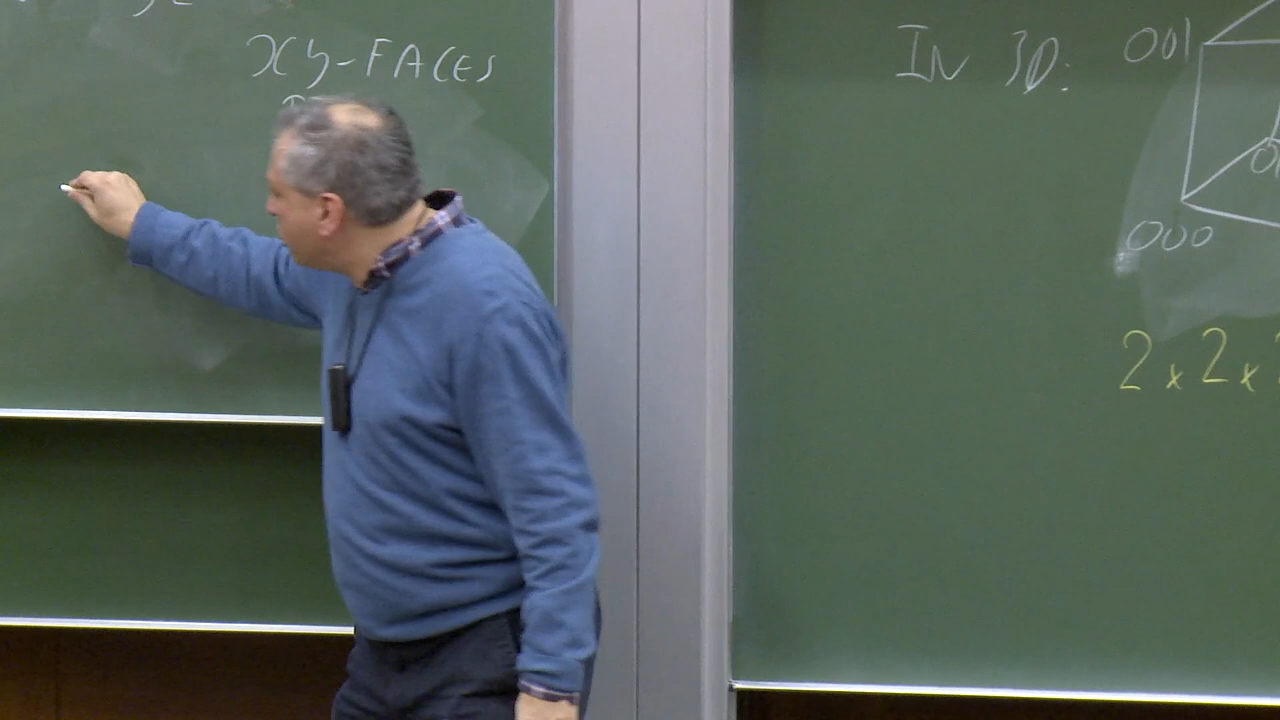 xy-FACES
IN 3D:
001
000
2 x 2 x